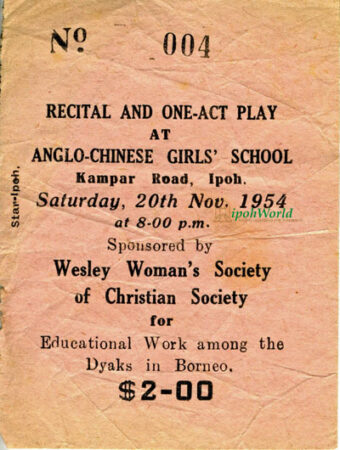 Nº 004
RECITAL AND ONE-ACT PLAY
AT
ANGLO-CHINESE GIRLS' SCHOOL
Kampar Road, Ipoh.
Saturday, 20th Nov. 1954
ipohWorld
at 8-00 p.m.
Sponsored by
Wesley Woman's Society
of Christian Society
for
Educational Work among the
Dyaks in Borneo.
$2-00
Star-Ipoh.